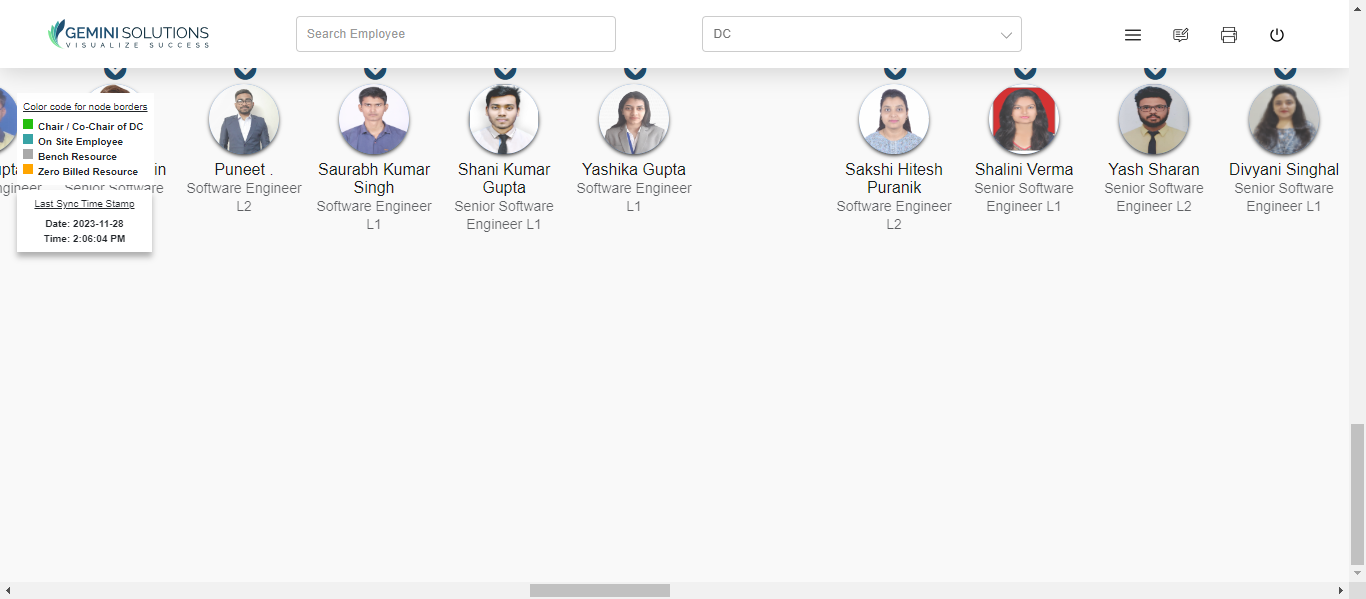 GEMINI SOLUTIONS
VISUALIZE SUCCESS
Search Employee
DC
Color code for node borders
Chair / Co-Chair of DC
On Site Employee
Bench Resource
Zero Billed Resource
Last Sync Time Stamp
Date: 2023-11-28
Time: 2:06:04 PM
Senior Software
Puneet .
Software Engineer
L2
Saurabh Kumar
Singh
Software Engineer
L1
Shani Kumar
Gupta
Senior Software
Engineer L1
Yashika Gupta
Software Engineer
L1
Sakshi Hitesh
Puranik
Software Engineer
L2
Shalini Verma
Senior Software
Engineer L1
Yash Sharan
Senior Software
Engineer L2
Divyani Singhal
Senior Software
Engineer L1